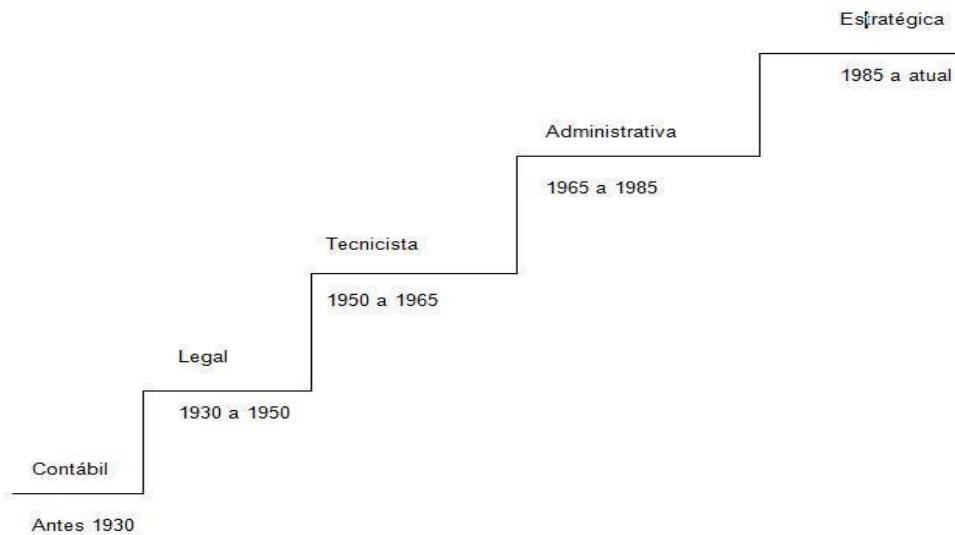 Estratégica
1985 a atual
Administrativa
1965 a 1985
Tecnicista
1950 a 1965
Legal
1930 a 1950
Contábil
Antes 1930